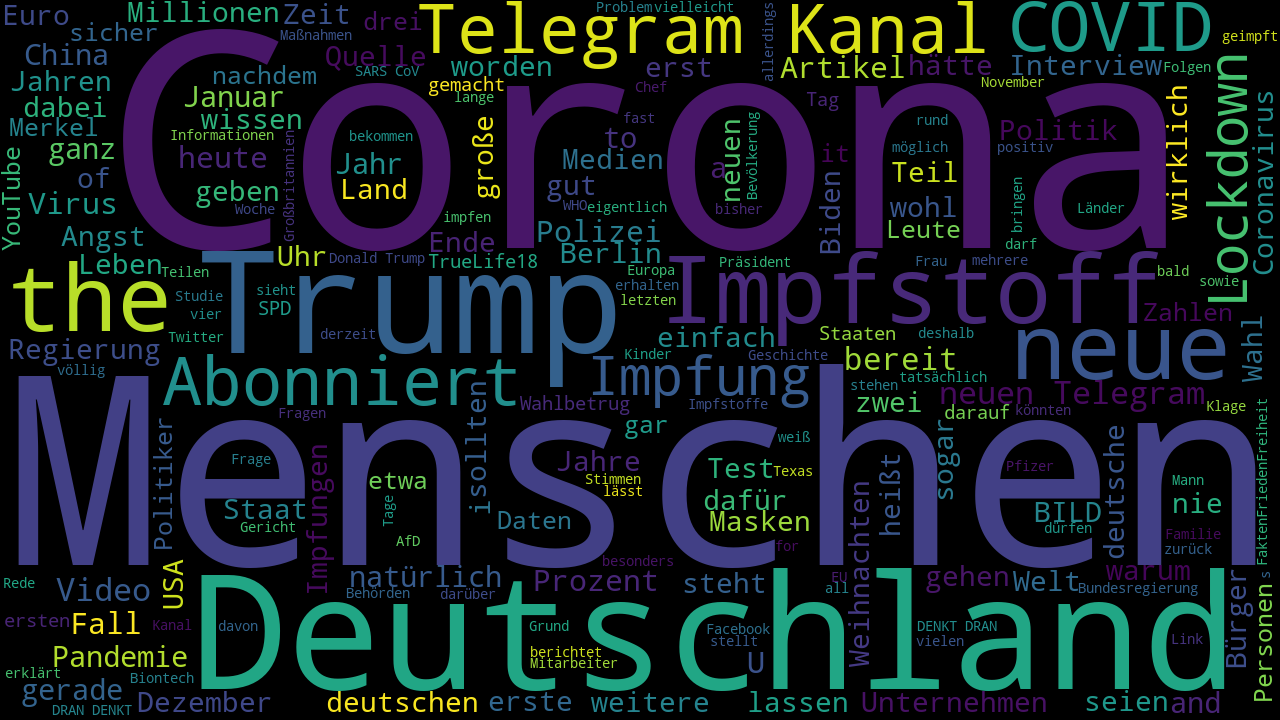 Euro
Millionen
Zeit
drei
Telegram
Problem
vielleicht
Kanal
COVID
sicher
Maßnahmen
allerdings
geimpft
China
Quelle
Corona
nachdem
SARS CoV
worden
erst
Artikel
hätte
Interview
Folgen
Jahren
gemacht
Chef
November
Lockdown
dabei
Januar
lange
Tag
Coronavirus
Merkel
wissen
große
fast
to
neuen
Bevölkerung
rund
Politik
wirklich
Informationen
bekommen
ganz
heute
Großbritannien
Jahr
Medien
a
it
möglich
positiv
YouTube
of
geben
Land
gut
Teil
bringen
Virus
Woche
impfen
WHO
eigentlich
bisher
Biden
wohl
Länder
Angst
Ende
Polizei
Leute
darf
Leben
Uhr
Donald Trump
TrueLife18
Berlin
Präsident
Frau
mehrere
the
Teilen
Trump
Europa
Impfstoff
bald
sowie
Studie
sieht
erhalten
vier
SPD
letzten
Zahlen
Twitter
derzeit
einfach
Staaten
deshalb
neue
Wahl
Regierung
Kinder
Geschichte
bereit
völlig
Abonniert
Impfung
stehen
tatsächlich
Wahlbetrug
Impfstoffe
zwei
neuen Telegram
Fragen
isollten
darauf
könnten
Klage
Menschen
Politiker
gar
weiß
sogar
deutsche
FaktenFriedenFreiheit
Frage
Impfungen
Jahre
Test
Texas
heißt
Pfizer
etwa
Stimmen
lässt
Mann
Staat
Tage
dafür
nie
Gericht
Daten
Masken
BILD
dürfen
AfD
for
Weihnachten
Familie
zurück
besonders
Rede
Video
USA
natürlich
Prozent
steht
EU
gehen
Welt
warum
s
Behörden
darüber
all
Bundesregierung
Personen
Bürger
ersten
Fall
Kanal
davon
Deutschland
Grund
Facebook
DENKT DRAN
stellt
vielen
Link
Pandemie
berichtet
Mitarbeiter
U
erklärt
Biontech
gerade
DRAN DENKT
Dezember
deutschen
erste
weitere
lassen
Unternehmen
seien
and